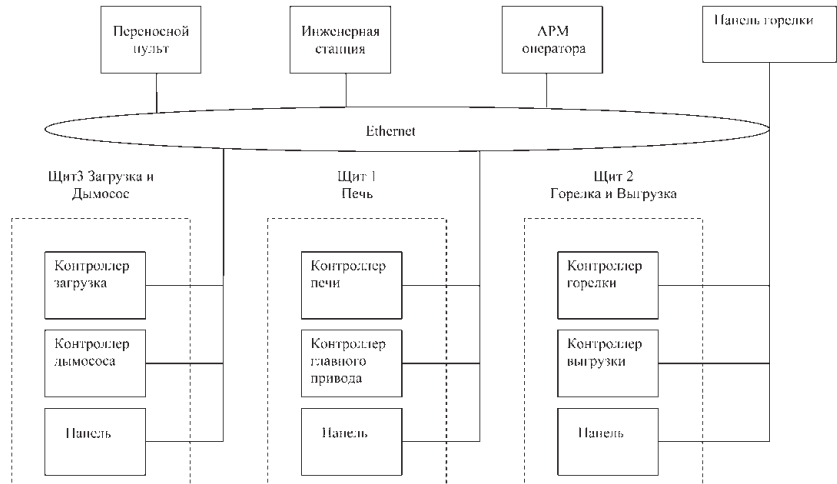 Переносной
пульт
Инженерная
станция
АРМ
оператора
Панель горелки
Ethernet
Щит3 Загрузка и
Дымосос
Щит 1
Печь
Щит 2
Горелка и Выгрузка
Контроллер
загрузка
Контроллер
дымососа
Панель
Контроллер
печи
Контроллер
главного
привода
Панель
Контроллер
горелки
Контроллер
выгрузки
Панель